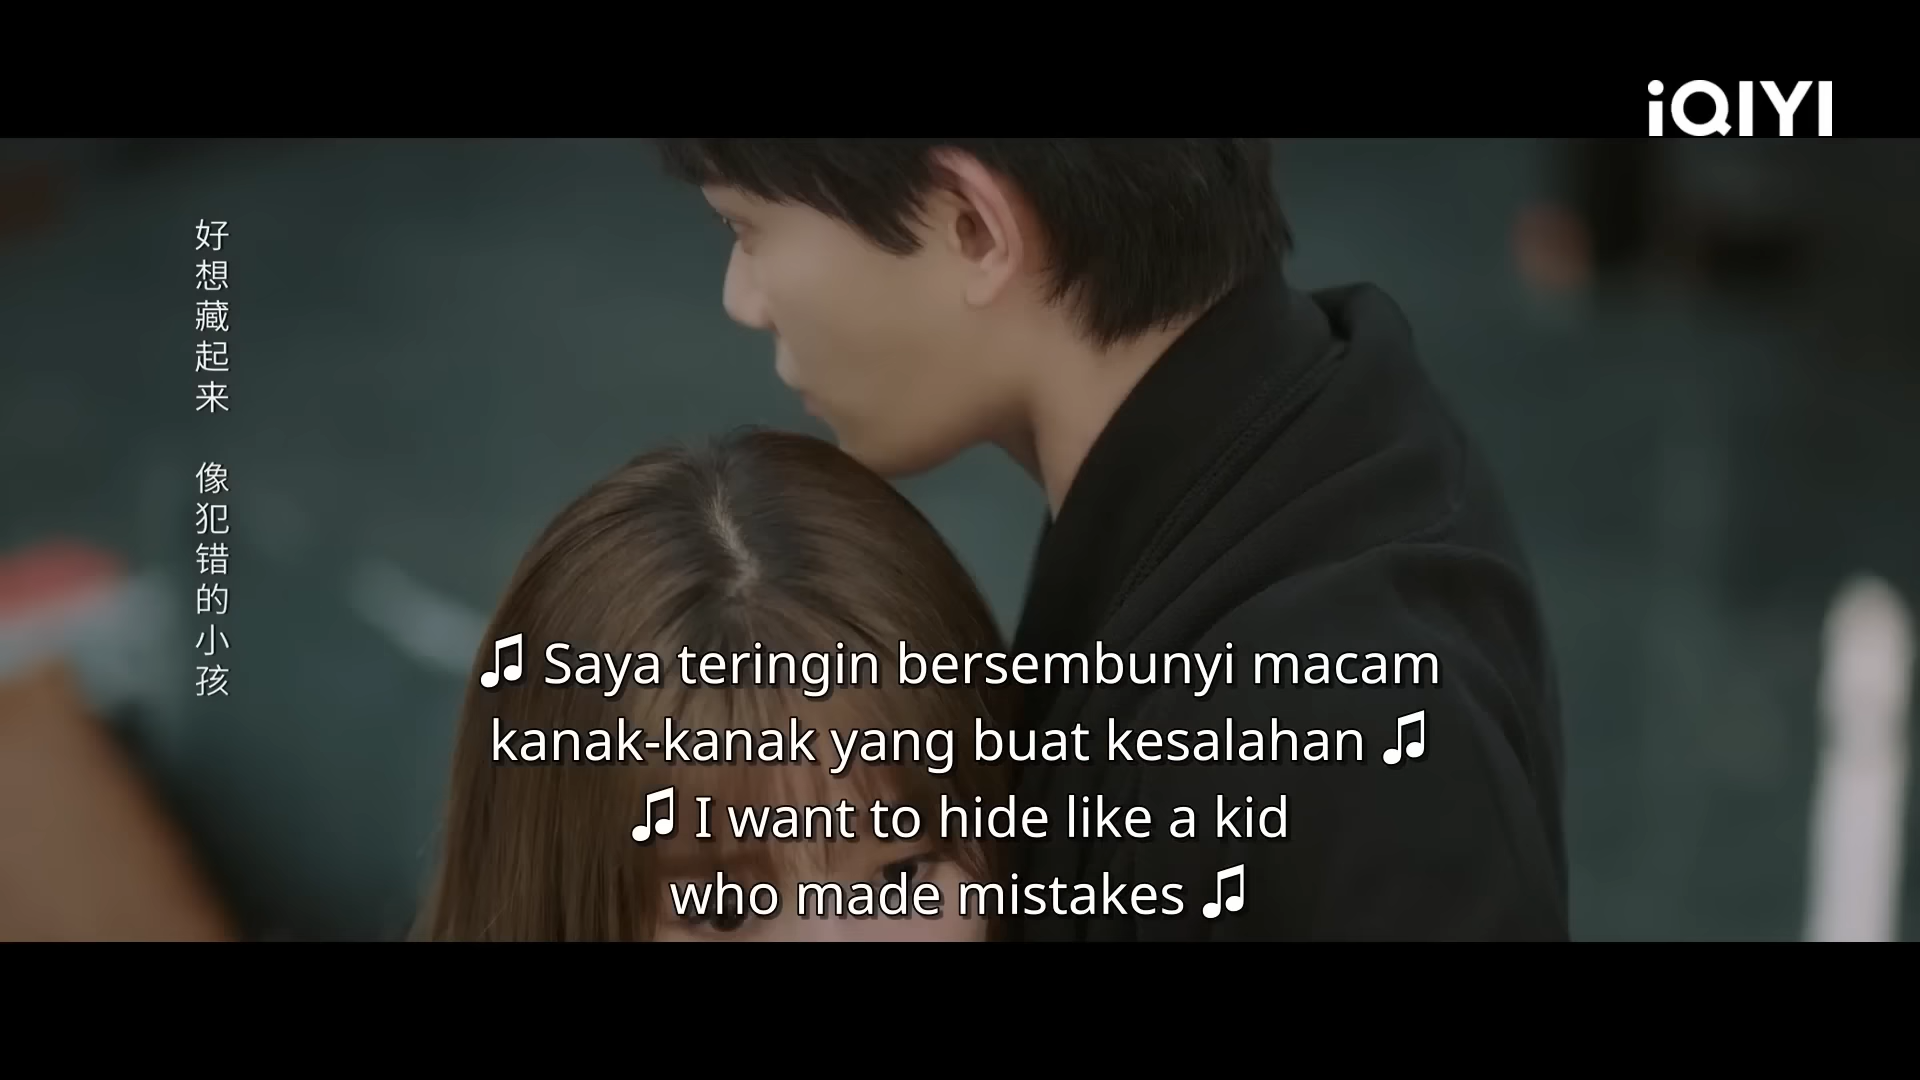 iQIYI
好想藏起来 像犯错的小孩
♫ Saya teringin bersembunyi macam
kanak-kanak yang buat kesalahan ♫
♫ I want to hide like a kid
who made mistakes ♫